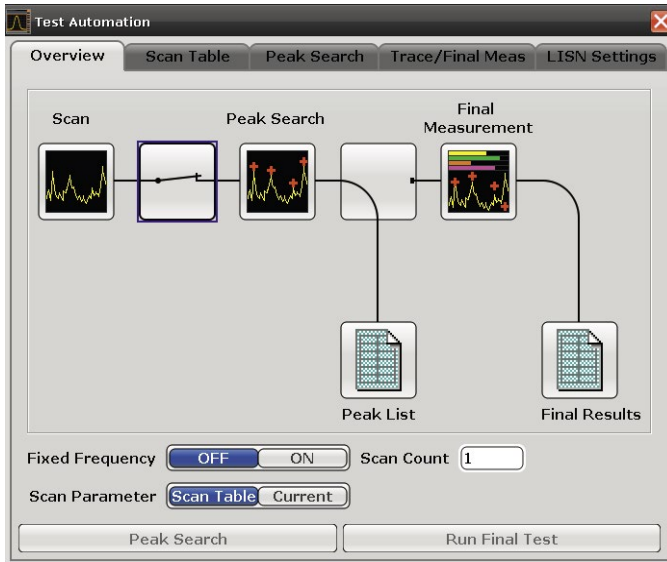 Test Automation
Overview Scan Table Peak Search Trace/Final Meas LISN Settings
Scan
Peak Search
Final
Measurement
Peak List
Final Results
Fixed Frequency OFF ON Scan Count 1
Scan Parameter Scan Table Current
Peak Search Run Final Test